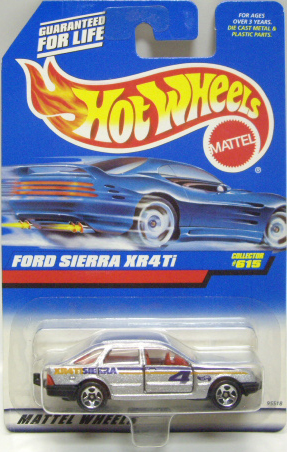 GUARANTEED
FOR LIFE
FOR AGES
OVER 3 YEARS.
DIE CAST METAL &
PLASTIC PARTS.
HOT WHEELS
MATTEL
®
FORD SIERRA XR4Ti
COLLECTOR
#615
XR4Ti SIERRA
4
MATTEL WHEELS